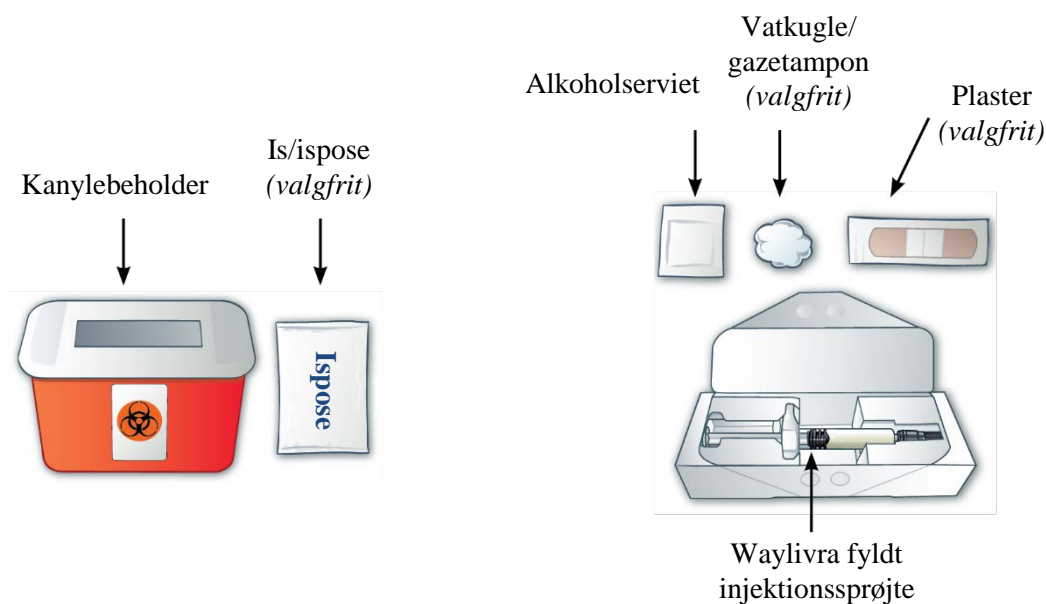 Kanylebeholder
Is/ispose
(valgfrit)
Ispose
Alkoholserviet
Vatkugle/
gazetampon
(valgfrit)
Plaster
(valgfrit)
Waylivra fyldt
injektionssprøjte